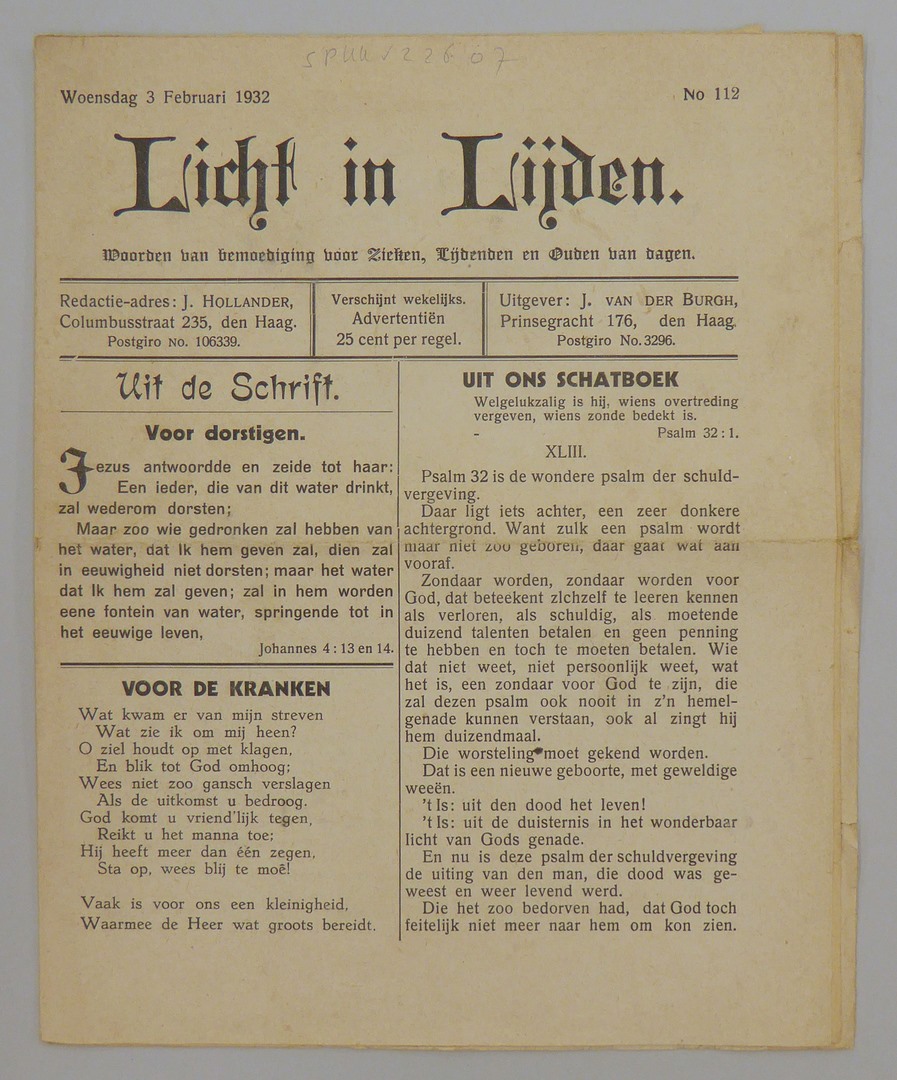 Woensdag 3 Februari 1932
No 112
Licht in Lijden.
Woorden van bemoediging voor Zieken, Lijdenden en Ouden van dagen.
Redactie-adres: J. HOLLANDER,
Columbusstraat 235, den Haag.
Postgiro No. 106339.
Verschijnt wekelijks.
Advertentiën
25 cent per regel.
Uitgever: J. VAN DER BURGH,
Prinsegracht 176, den Haag.
Postgiro No. 3296.
Uit de Schrift.
Voor dorstigen.
Jezus antwoordde en zeide tot haar:
Een ieder, die van dit water drinkt,
zal wederom dorsten;
Maar zoo wie gedronken zal hebben van
het water, dat Ik hem geven zal, dien zal
in eeuwigheid niet dorsten; maar het water
dat Ik hem zal geven; zal in hem worden
eene fontein van water, springende tot in
het eeuwige leven,
Johannes 4 : 13 en 14.
VOOR DE KRANKEN
Wat kwam er van mijn streven
Wat zie ik om mij heen?
O ziel houdt op met klagen,
En blik tot God omhoog;
Wees niet zoo gansch verslagen
Als de uitkomst u bedroog.
God komt u vriend'lijk tegen,
Reikt u het manna toe;
Hij heeft meer dan één zegen,
Sta op, wees blij te moê!
Vaak is voor ons een kleinigheid,
Waarmee de Heer wat groots bereidt.
UIT ONS SCHATBOEK
Welgelukzalig is hij, wiens overtreding
vergeven, wiens zonde bedekt is.
- Psalm 32 : 1.
XLIII.
Psalm 32 is de wondere psalm der schuld-
vergeving.
Daar ligt iets achter, een zeer donkere
achtergrond. Want zulk een psalm wordt
maar niet zoo geboren, daar gaat wat aan
vooraf.
Zondaar worden, zondaar worden voor
God, dat beteekent zichzelf te leeren kennen
als verloren, als schuldig, als moetende
duizend talenten betalen en geen penning
te hebben en toch te moeten betalen. Wie
dat niet weet, niet persoonlijk weet, wat
het is, een zondaar voor God te zijn, die
zal dezen psalm ook nooit in z'n hemel-
genade kunnen verstaan, ook al zingt hij
hem duizendmaal.
Die worsteling moet gekend worden.
Dat is een nieuwe geboorte, met geweldige
weeën.
't Is: uit den dood het leven!
't Is: uit de duisternis in het wonderbaar
licht van Gods genade.
En nu is deze psalm der schuldvergeving
de uiting van den man, die dood was ge-
weest en weer levend werd.
Die het zoo bedorven had, dat God toch
feitelijk niet meer naar hem om kon zien.